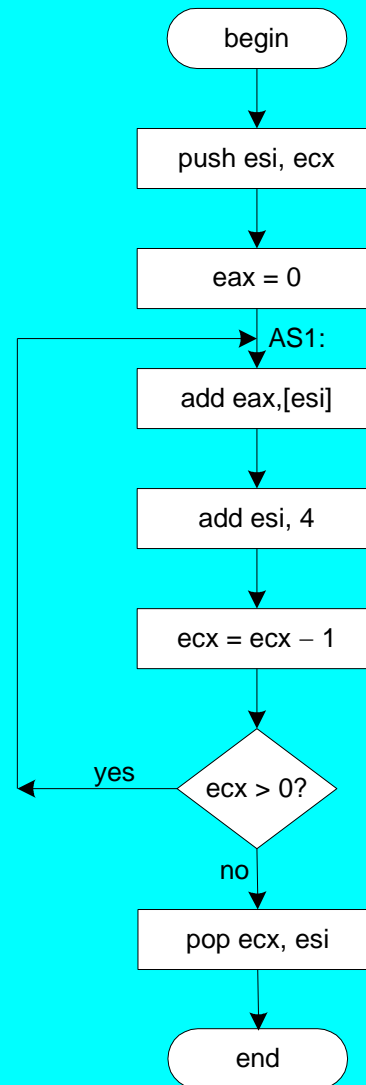 begin
push esi, ecx
eax = 0
AS1:
add eax,[esi]
add esi, 4
ecx = ecx − 1
yes
ecx > 0?
no
pop ecx, esi
end